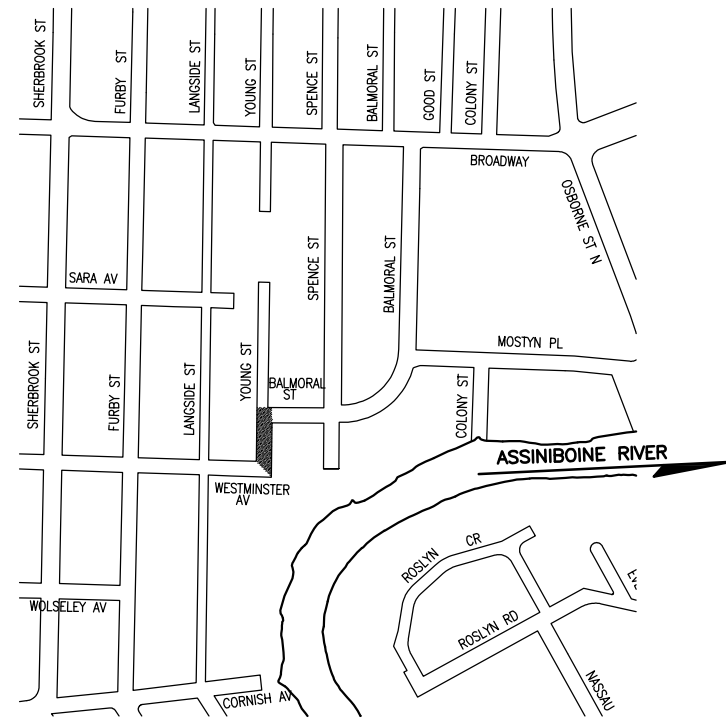 SHERBROOK ST
FURBY ST
LANGSIDE ST
YOUNG ST
SPENCE ST
BALMORAL ST
GOOD ST
COLONY ST
BROADWAY
OSBORNE ST N
SARA AV
SPENCE ST
BALMORAL ST
MOSTYN PL
SHERBROOK ST
FURBY ST
LANGSIDE ST
YOUNG ST
BALMORAL
ST
COLONY ST
ASSINIBOINE RIVER
WESTMINSTER
AV
ROSLYN CR
WOLSELEY AV
ROSLYN RD
NASSAU
CORNISH AV